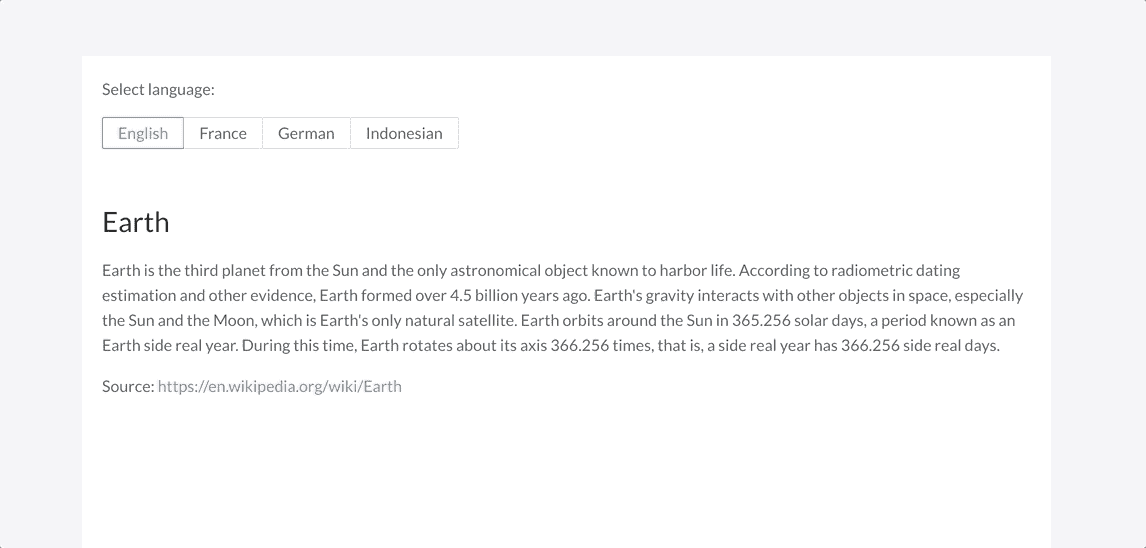 Select language:
English France German Indonesian
Earth
Earth is the third planet from the Sun and the only astronomical object known to harbor life. According to radiometric dating
estimation and other evidence, Earth formed over 4.5 billion years ago. Earth's gravity interacts with other objects in space, especially
the Sun and the Moon, which is Earth's only natural satellite. Earth orbits around the Sun in 365.256 solar days, a period known as an
Earth side real year. During this time, Earth rotates about its axis 366.256 times, that is, a side real year has 366.256 side real days.
Source: https://en.wikipedia.org/wiki/Earth